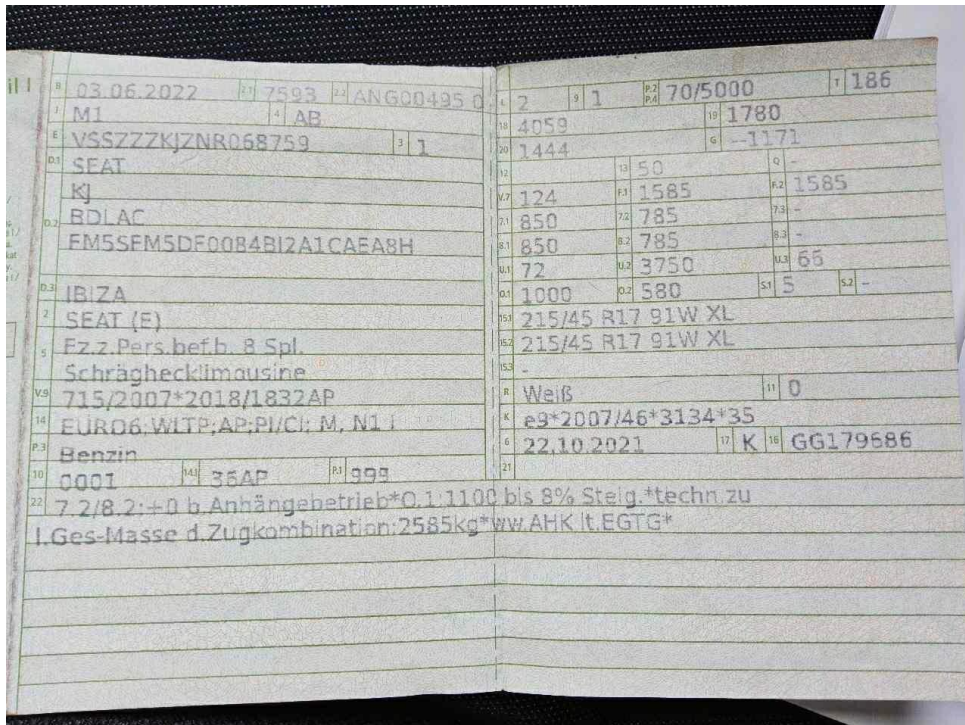 B 03.06.2022 2.1 7593 2.2 ANG00495 0
J M1 4 AB
E VSSZZZKJZNR068759 3 1
D.1 SEAT
KJ
D.2 BDLAC
FM5SFM5DF0084BI2A1CAEA8H
D.3 IBIZA
2 SEAT (E)
5 Fz.z.Pers.bef.b. 8 Spl.
Schräghecklimousine
V.9 715/2007*2018/1832AP
14 EURO6;WLTP;AP;PI/CI; M, N1 I
P.3 Benzin
10 0001 14.1 36AP P.1 999
L 2 9 1 P.2 P.4 70/5000 T 186
18 4059 19 1780
20 1444 G --1171
12 13 50 Q -
V.7 124 F.1 1585 F.2 1585
7.1 850 7.2 785 7.3 -
8.1 850 8.2 785 8.3 -
U.1 72 U.2 3750 U.3 66
O.1 1000 O.2 580 S.1 5 S.2 -
15.1 215/45 R17 91W XL
15.2 215/45 R17 91W XL
15.3 -
R Weiß 11 0
K e9*2007/46*3134*35
6 22.10.2021 17 K 16 GG179686
21
22 7.2/8.2:+0 b.Anhängebetrieb*O.1:1100 bis 8% Steig.*techn.zu
l.Ges-Masse d.Zugkombination:2585kg*ww.AHK lt.EGTG*